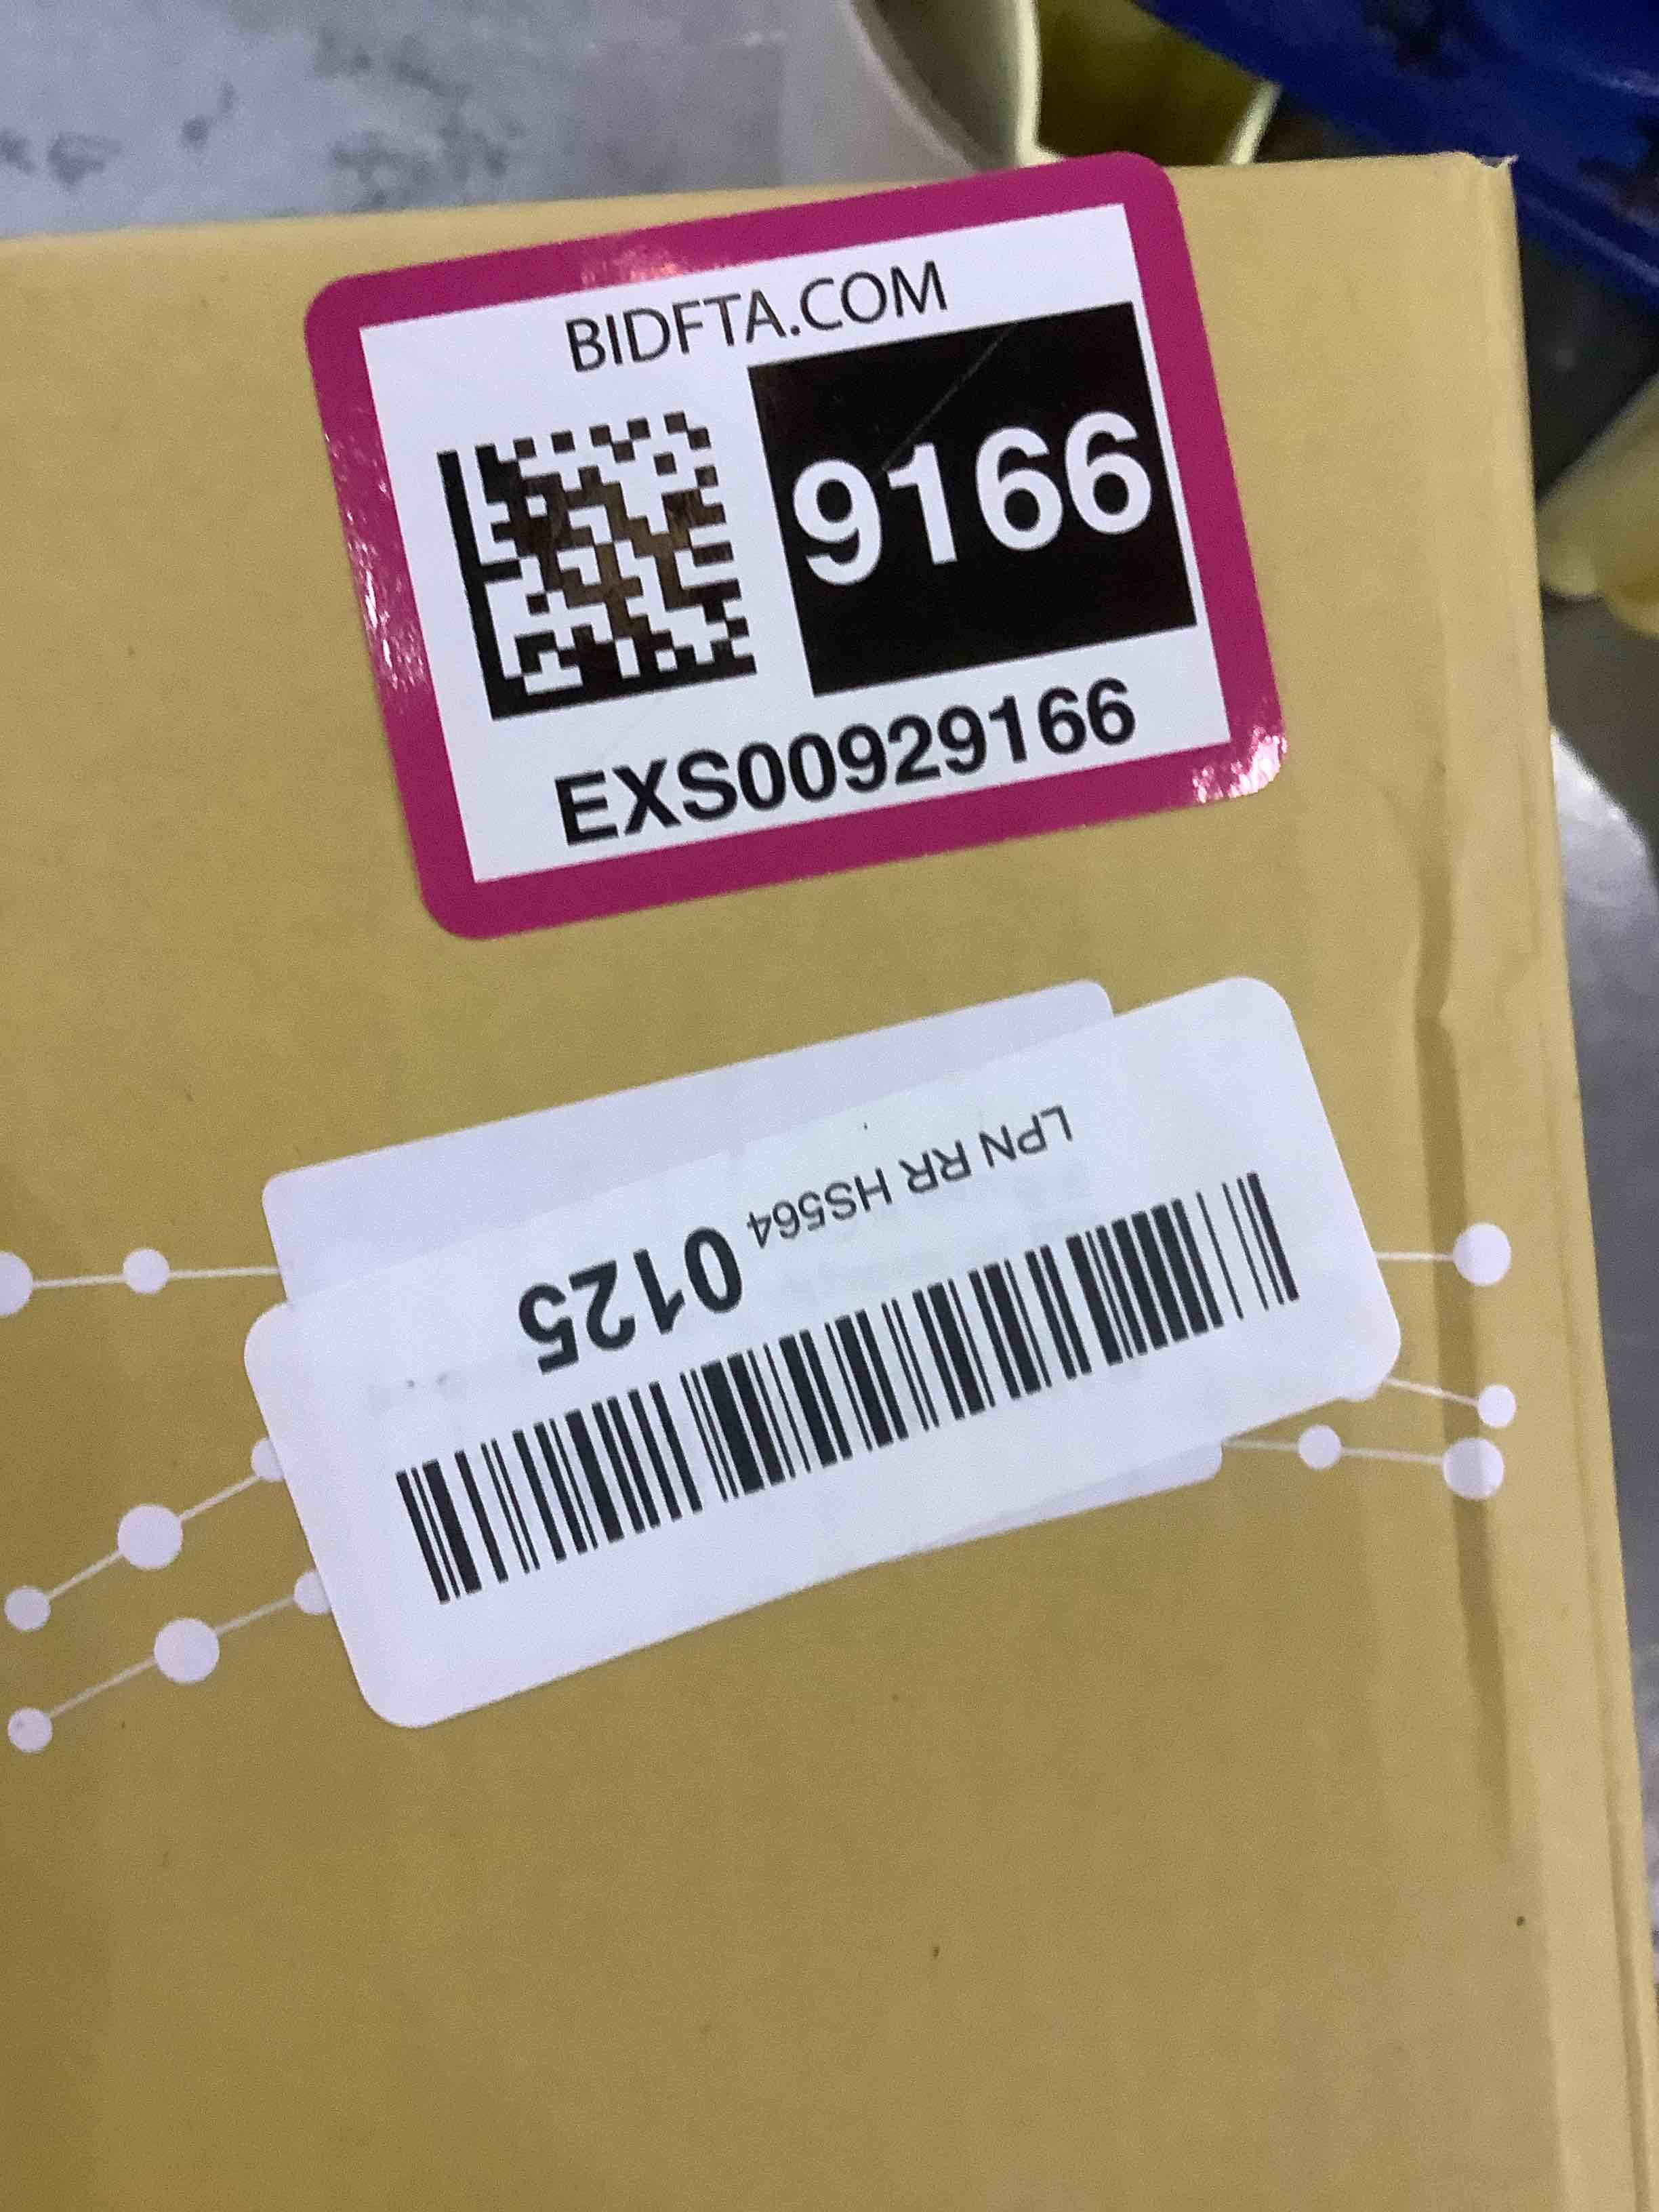 BIDFTA.COM
9166
EXS00929166
LPN RR HS564 0125